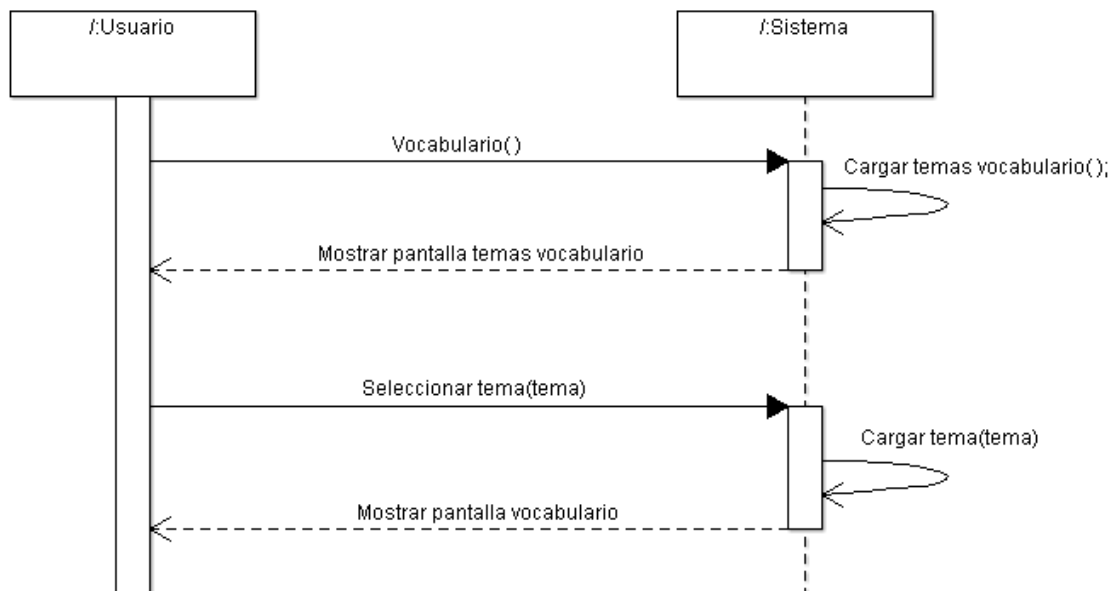 /:Usuario
/:Sistema
Vocabulario( )
Cargar temas vocabulario( );
Mostrar pantalla temas vocabulario
Seleccionar tema(tema)
Cargar tema(tema)
Mostrar pantalla vocabulario